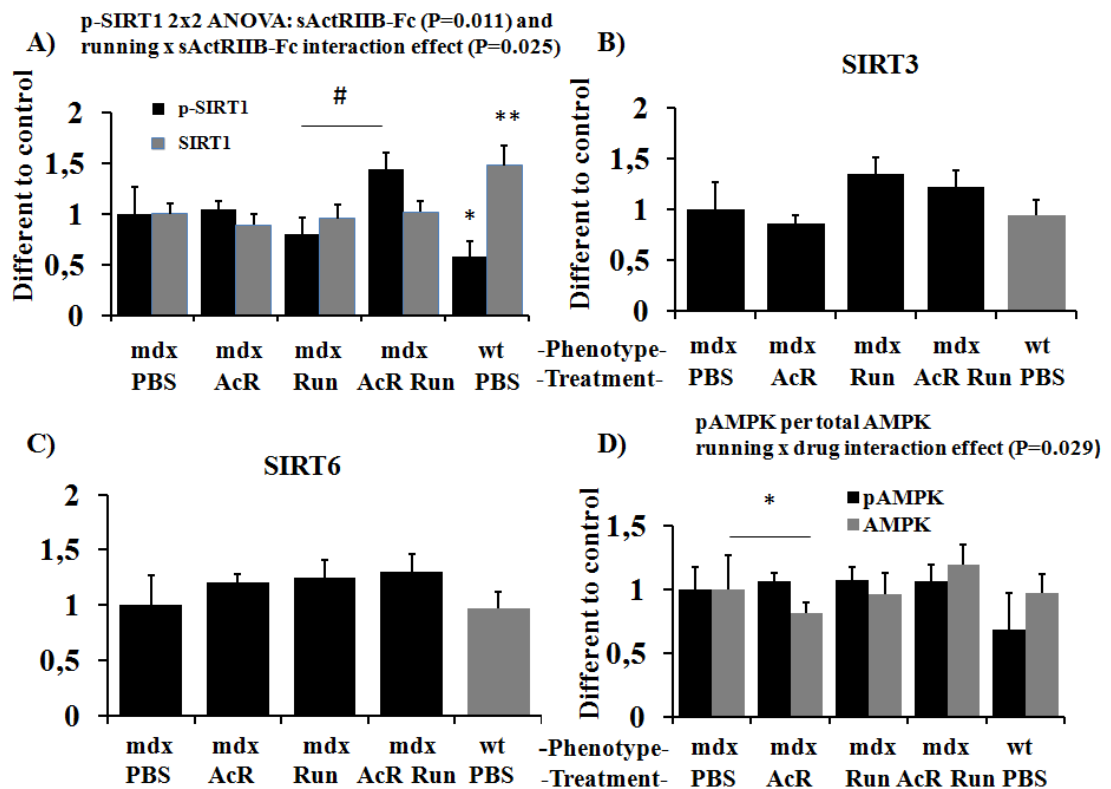 A)
p-SIRT1 2x2 ANOVA: sActRIIB-Fc (P=0.011) and
running x sActRIIB-Fc interaction effect (P=0.025)
Different to control
2
1,5
1
0,5
0
p-SIRT1
SIRT1
#
*
**
mdx mdx mdx mdx wt
PBS AcR Run AcR Run PBS
-Phenotype-
-Treatment-
B)
SIRT3
Different to control
2
1,5
1
0,5
0
mdx mdx mdx mdx wt
PBS AcR Run AcR Run PBS
C)
SIRT6
2
1,5
1
0,5
0
mdx mdx mdx mdx wt
PBS AcR Run AcR Run PBS
-Phenotype-
-Treatment-
D)
pAMPK per total AMPK
running x drug interaction effect (P=0.029)
Different to control
1,5
1
0,5
0
*
pAMPK
AMPK
mdx mdx mdx mdx wt
PBS AcR Run AcR Run PBS